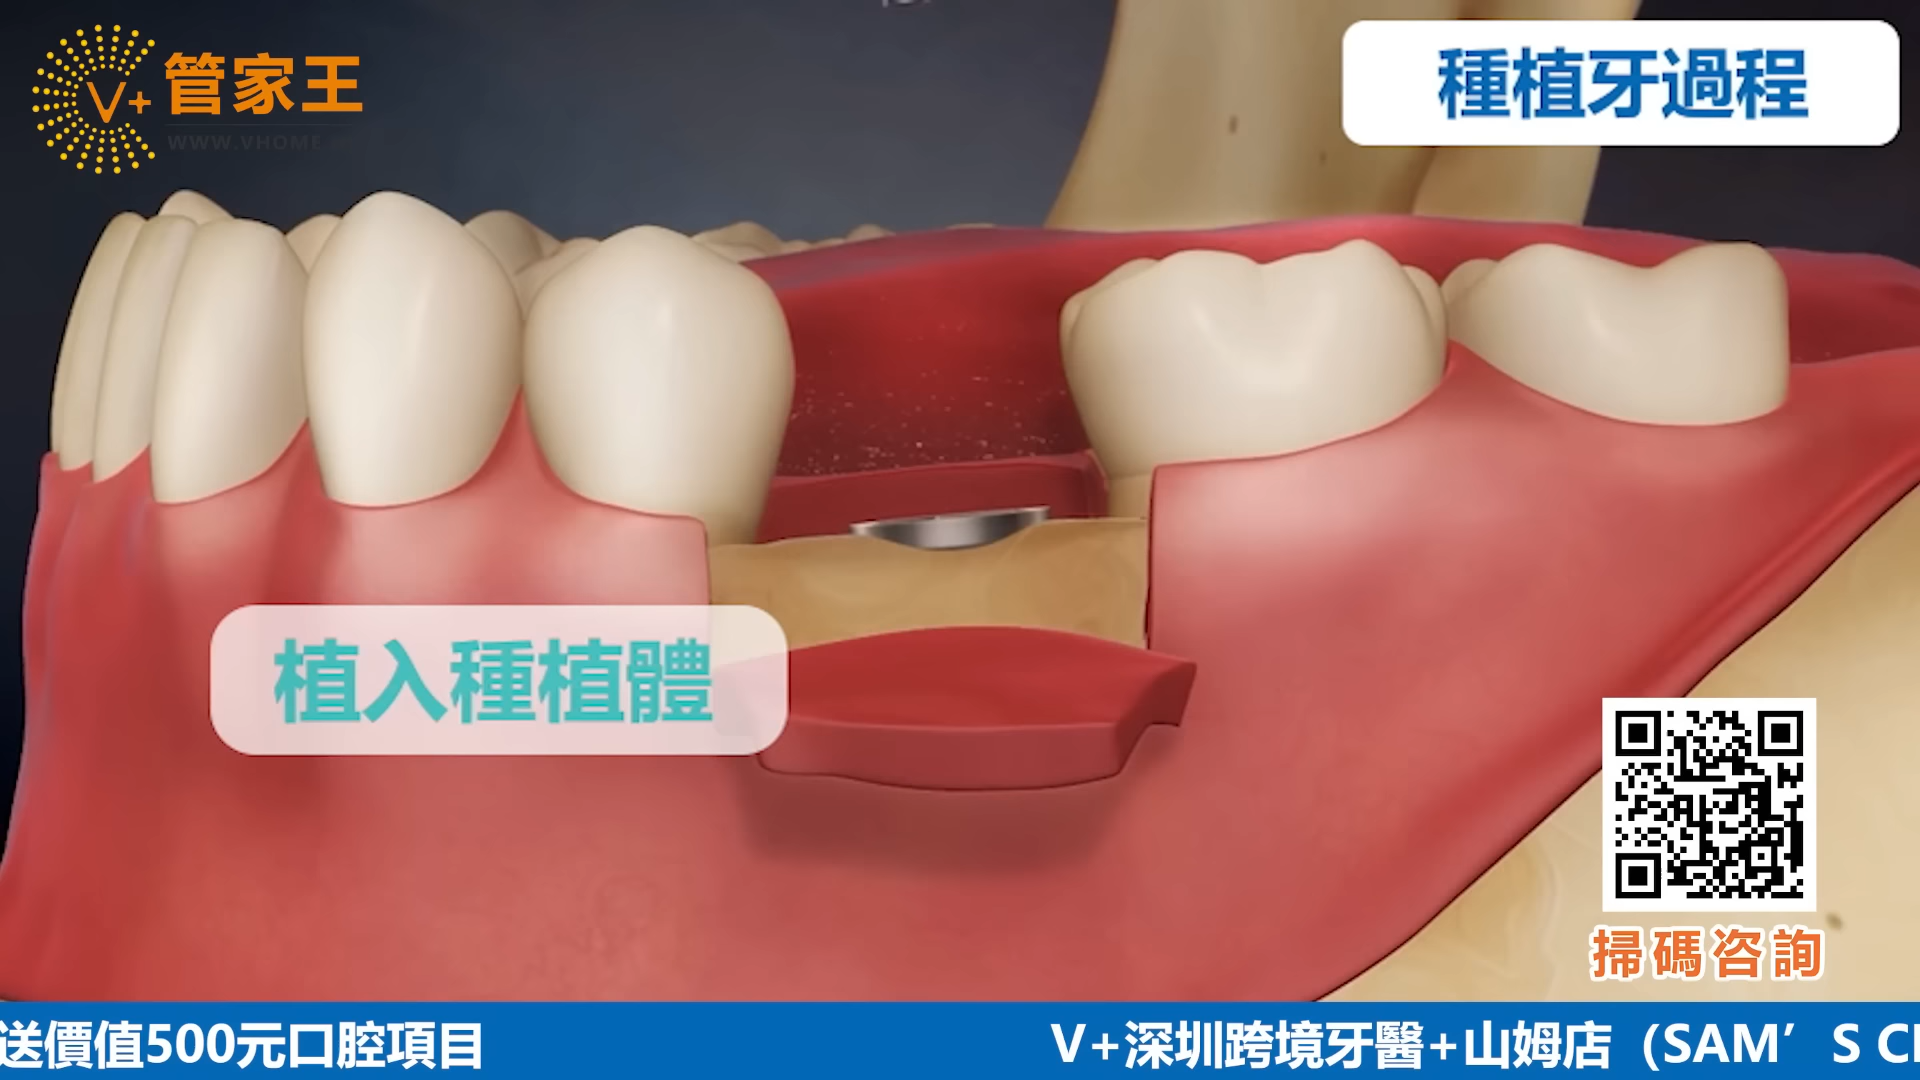 V+ 管家王
WWW.VHOME
種植牙過程
植入種植體
掃碼咨詢
送價值500元口腔項目
V+深圳跨境牙醫+山姆店（SAM'S Cl